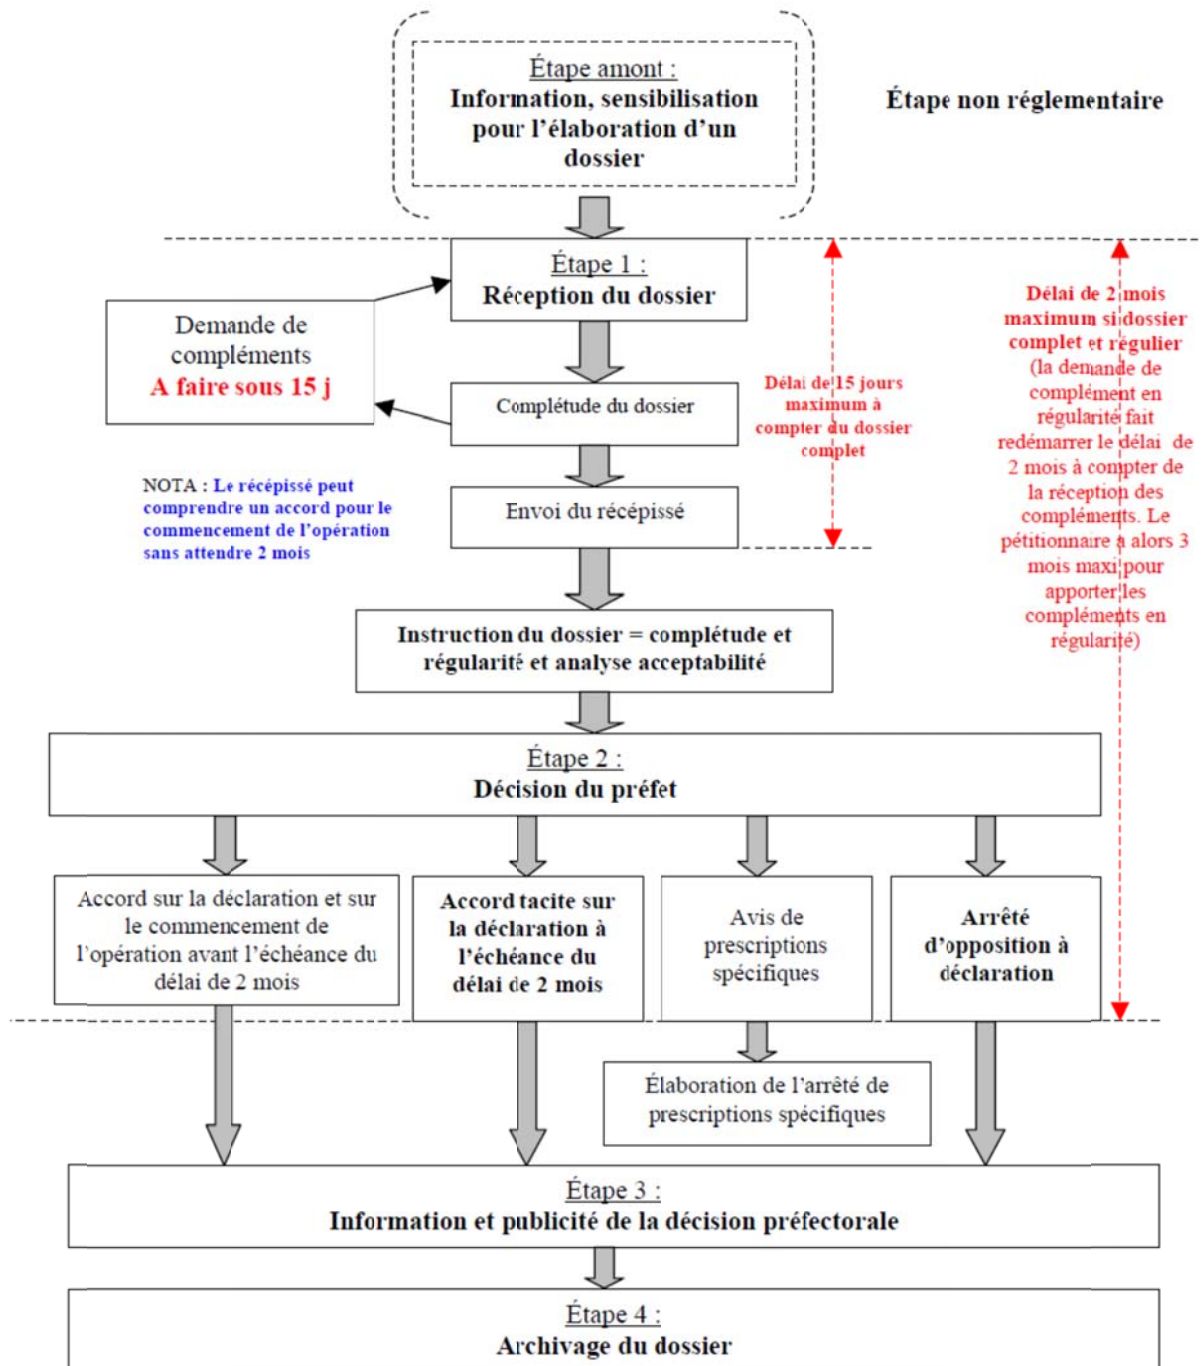 Étape amont :
Information, sensibilisation
pour l'élaboration d'un
dossier
Étape non réglementaire
Étape 1 :
Réception du dossier
Demande de
compléments
A faire sous 15 j
Complétude du dossier
Délai de 15 jours
maximum à
compter du dossier
complet
Délai de 2 mois
maximum si dossier
complet et régulier
(la demande de
complément en
régularité fait
redémarrer le délai de
2 mois à compter de
la réception des
compléments. Le
pétitionnaire a alors 3
mois maxi pour
apporter les
compléments en
régularité)
NOTA : Le récépissé peut
comprendre un accord pour le
commencement de l'opération
sans attendre 2 mois
Envoi du récépissé
Instruction du dossier = complétude et
régularité et analyse acceptabilité
Étape 2 :
Décision du préfet
Accord sur la déclaration et sur
le commencement de
l'opération avant l'échéance du
délai de 2 mois
Accord tacite sur
la déclaration à
l'échéance du
délai de 2 mois
Avis de
prescriptions
spécifiques
Arrêté
d'opposition à
déclaration
Élaboration de l'arrêté de
prescriptions spécifiques
Étape 3 :
Information et publicité de la décision préfectorale
Étape 4 :
Archivage du dossier